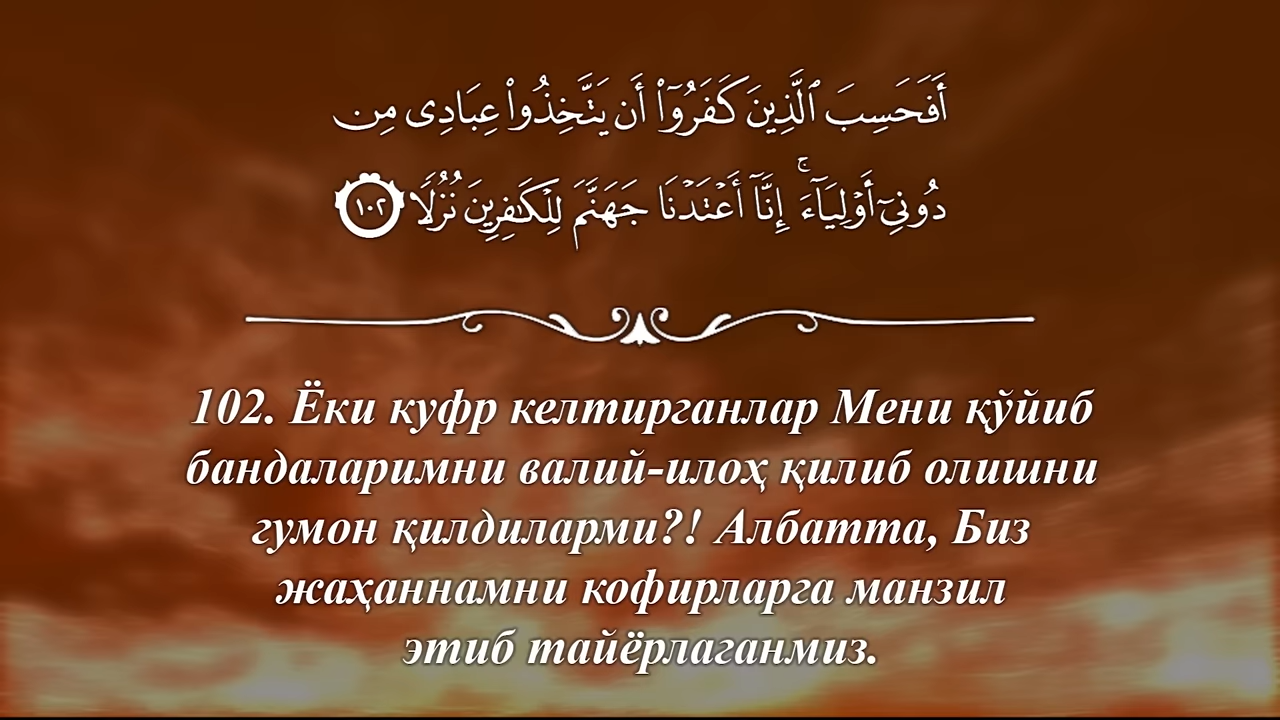 أَفَحَسِبَ ٱلَّذِينَ كَفَرُوٓا۟ أَن يَتَّخِذُوا۟ عِبَادِى مِن
دُونِىٓ أَوْلِيَآءَ ۚ إِنَّآ أَعْتَدْنَا جَهَنَّمَ لِلْكَـٰفِرِينَ نُزُلًا ١٠٢
102. Ёки куфр келтирганлар Мени қўйиб
бандаларимни валий-илоҳ қилиб олишни
гумон қилдиларми?! Албатта, Биз
жаҳаннамни кофирларга манзил
этиб тайёрлаганмиз.